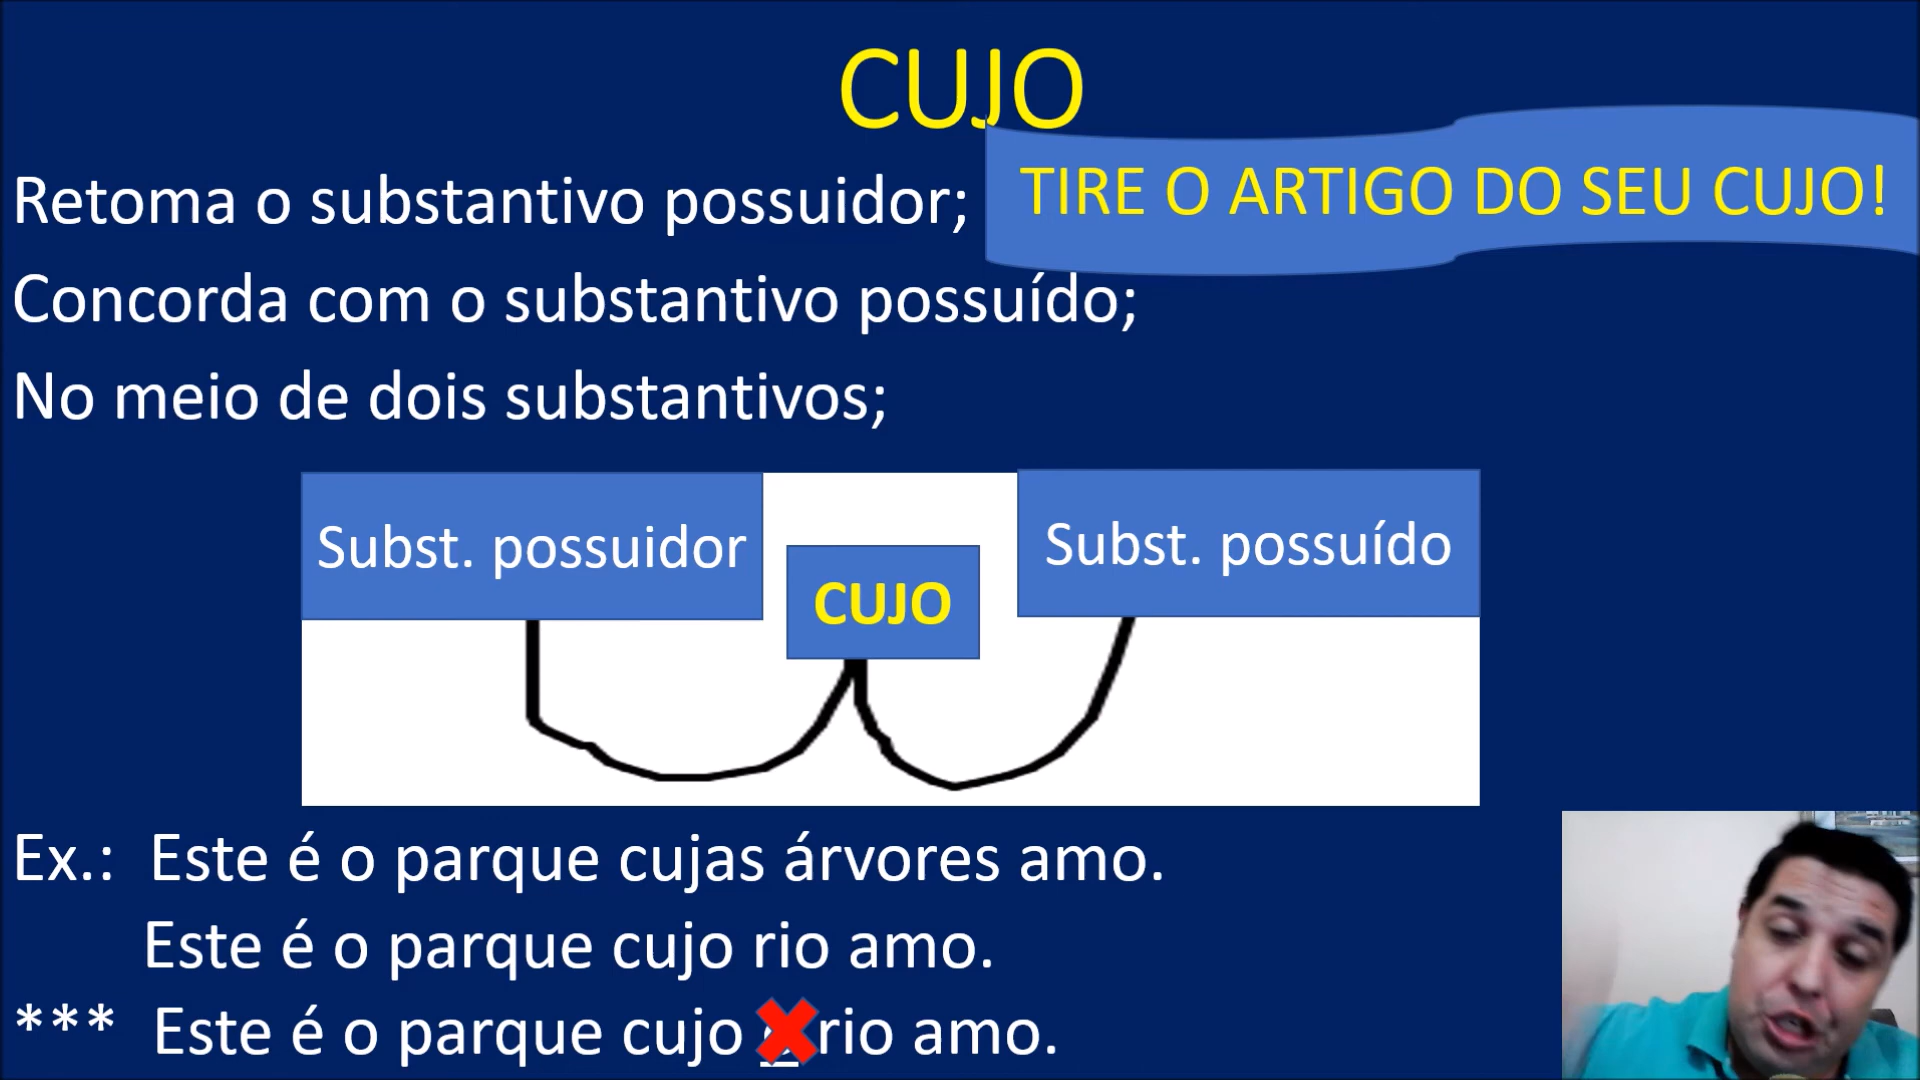 CUJO
TIRE O ARTIGO DO SEU CUJO!
Retoma o substantivo possuidor;
Concorda com o substantivo possuído;
No meio de dois substantivos;
Subst. possuidor
CUJO
Subst. possuído
Ex.: Este é o parque cujas árvores amo.
Este é o parque cujo rio amo.
*** Este é o parque cujo o rio amo.